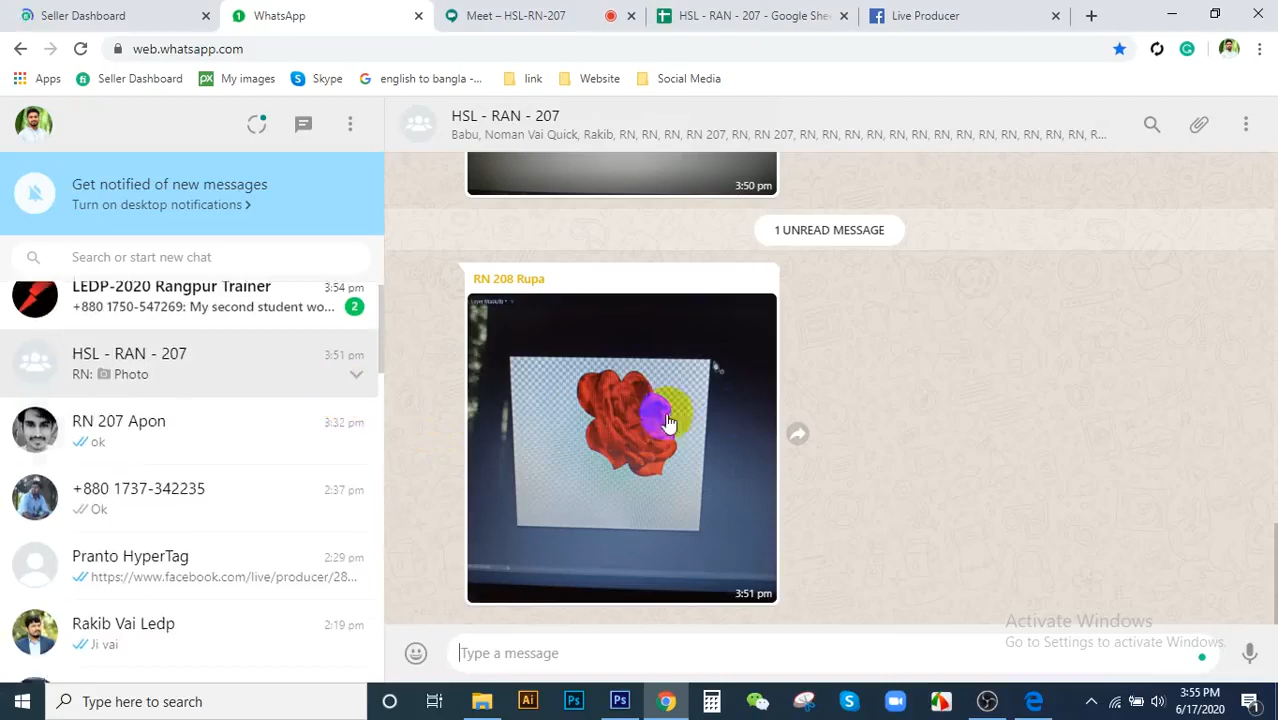 Seller Dashboard
WhatsApp
Meet – HSL-RN-207
HSL - RAN - 207 - Google She
Live Producer
web.whatsapp.com
Apps
Seller Dashboard
My images
Skype
english to bangla -...
link
Website
Social Media
HSL - RAN - 207
Babu, Noman Vai Quick, Rakib, RN, RN, RN, RN 207, RN, RN 207, RN, RN, RN, RN, RN, RN, RN, RN, RN, RN, RN, RN, RN, R...
3:50 pm
Get notified of new messages
Turn on desktop notifications >
1 UNREAD MESSAGE
Search or start new chat
RN 208 Rupa
LEDP-2020 Rangpur Trainer
3:54 pm
+880 1750-547269: My second student wo...
2
HSL - RAN - 207
3:51 pm
RN: Photo
RN 207 Apon
3:32 pm
ok
+880 1737-342235
2:37 pm
Ok
Pranto HyperTag
2:29 pm
https://www.facebook.com/live/producer/28...
3:51 pm
Rakib Vai Ledp
2:19 pm
Ji vai
Activate Windows
Go to Settings to activate Windows.
Type a message
Type here to search
Ai
Ps
Ps
3:55 PM
6/17/2020
1